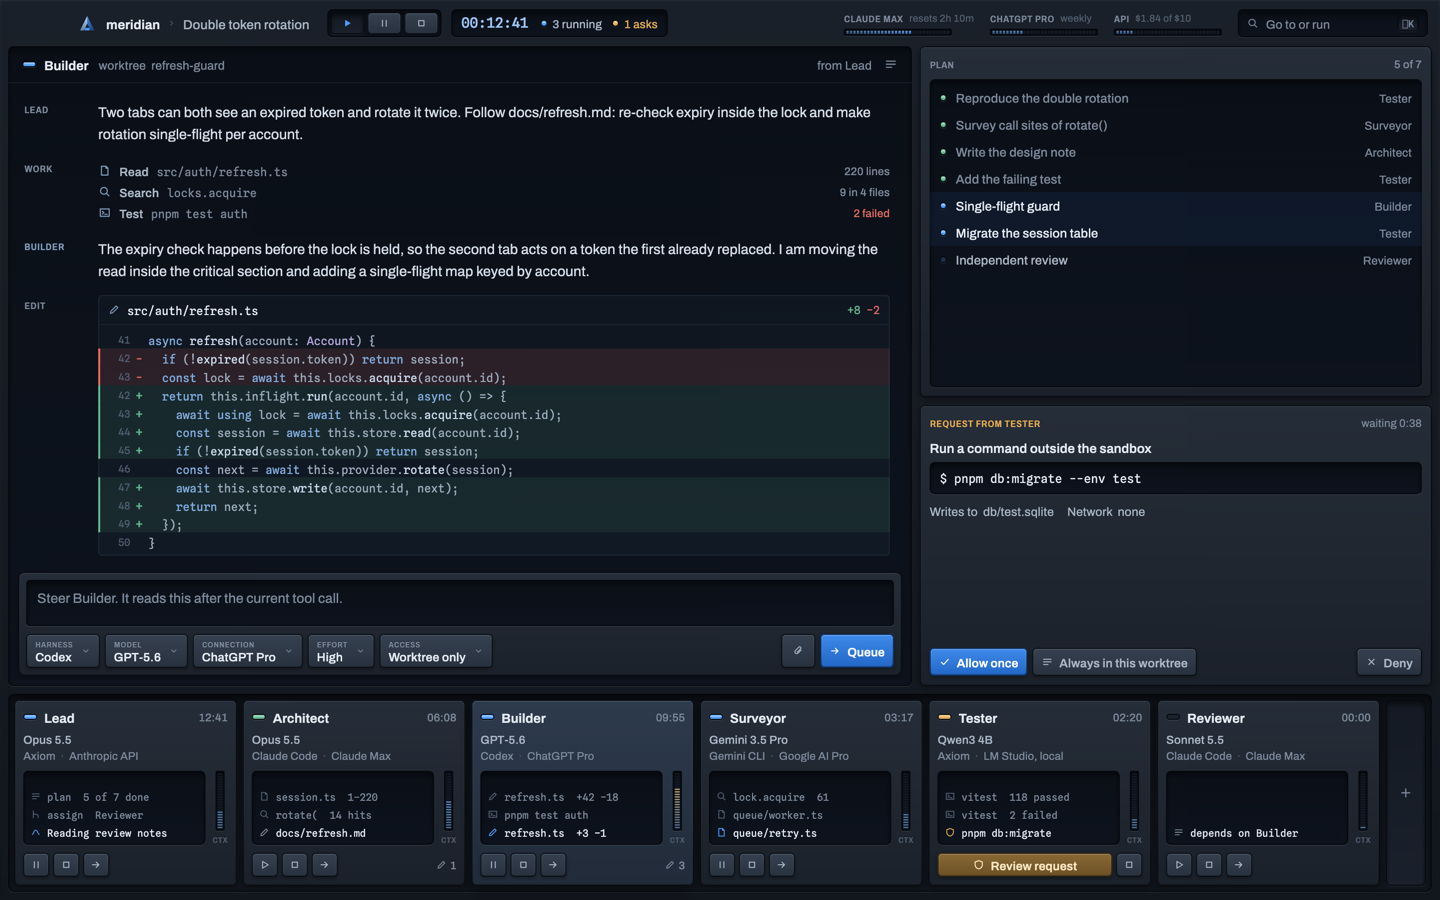 meridian › Double token rotation
00:12:41 3 running 1 asks
CLAUDE MAX resets 2h 10m
CHATGPT PRO weekly
API $1.84 of $10
Go to or run
Builder worktree refresh-guard
from Lead
LEAD
Two tabs can both see an expired token and rotate it twice. Follow docs/refresh.md: re-check expiry inside the lock and make
rotation single-flight per account.
WORK
Read src/auth/refresh.ts 220 lines
Search locks.acquire 9 in 4 files
Test pnpm test auth 2 failed
BUILDER
The expiry check happens before the lock is held, so the second tab acts on a token the first already replaced. I am moving the
read inside the critical section and adding a single-flight map keyed by account.
EDIT
src/auth/refresh.ts +8 −2
41 async refresh(account: Account) {
42 − if (!expired(session.token)) return session;
43 − const lock = await this.locks.acquire(account.id);
42 + return this.inflight.run(account.id, async () => {
43 + await using lock = await this.locks.acquire(account.id);
44 + const session = await this.store.read(account.id);
45 + if (!expired(session.token)) return session;
46 const next = await this.provider.rotate(session);
47 + await this.store.write(account.id, next);
48 + return next;
49 + });
50 }
Steer Builder. It reads this after the current tool call.
HARNESS
Codex
MODEL
GPT-5.6
CONNECTION
ChatGPT Pro
EFFORT
High
ACCESS
Worktree only
Queue
PLAN 5 of 7
Reproduce the double rotation Tester
Survey call sites of rotate() Surveyor
Write the design note Architect
Add the failing test Tester
Single-flight guard Builder
Migrate the session table Tester
Independent review Reviewer
REQUEST FROM TESTER waiting 0:38
Run a command outside the sandbox
$ pnpm db:migrate --env test
Writes to db/test.sqlite Network none
Allow once
Always in this worktree
Deny
Lead 12:41
Opus 5.5
Axiom · Anthropic API
plan 5 of 7 done
assign Reviewer
Reading review notes
CTX
Architect 06:08
Opus 5.5
Claude Code · Claude Max
session.ts 1–220
rotate( 14 hits
docs/refresh.md
CTX
1
Builder 09:55
GPT-5.6
Codex · ChatGPT Pro
refresh.ts +42 −18
pnpm test auth
refresh.ts +3 −1
CTX
3
Surveyor 03:17
Gemini 3.5 Pro
Gemini CLI · Google AI Pro
lock.acquire 61
queue/worker.ts
queue/retry.ts
CTX
Tester 02:20
Qwen3 4B
Axiom · LM Studio, local
vitest 118 passed
vitest 2 failed
pnpm db:migrate
CTX
Review request
Reviewer 00:00
Sonnet 5.5
Claude Code · Claude Max
depends on Builder
CTX